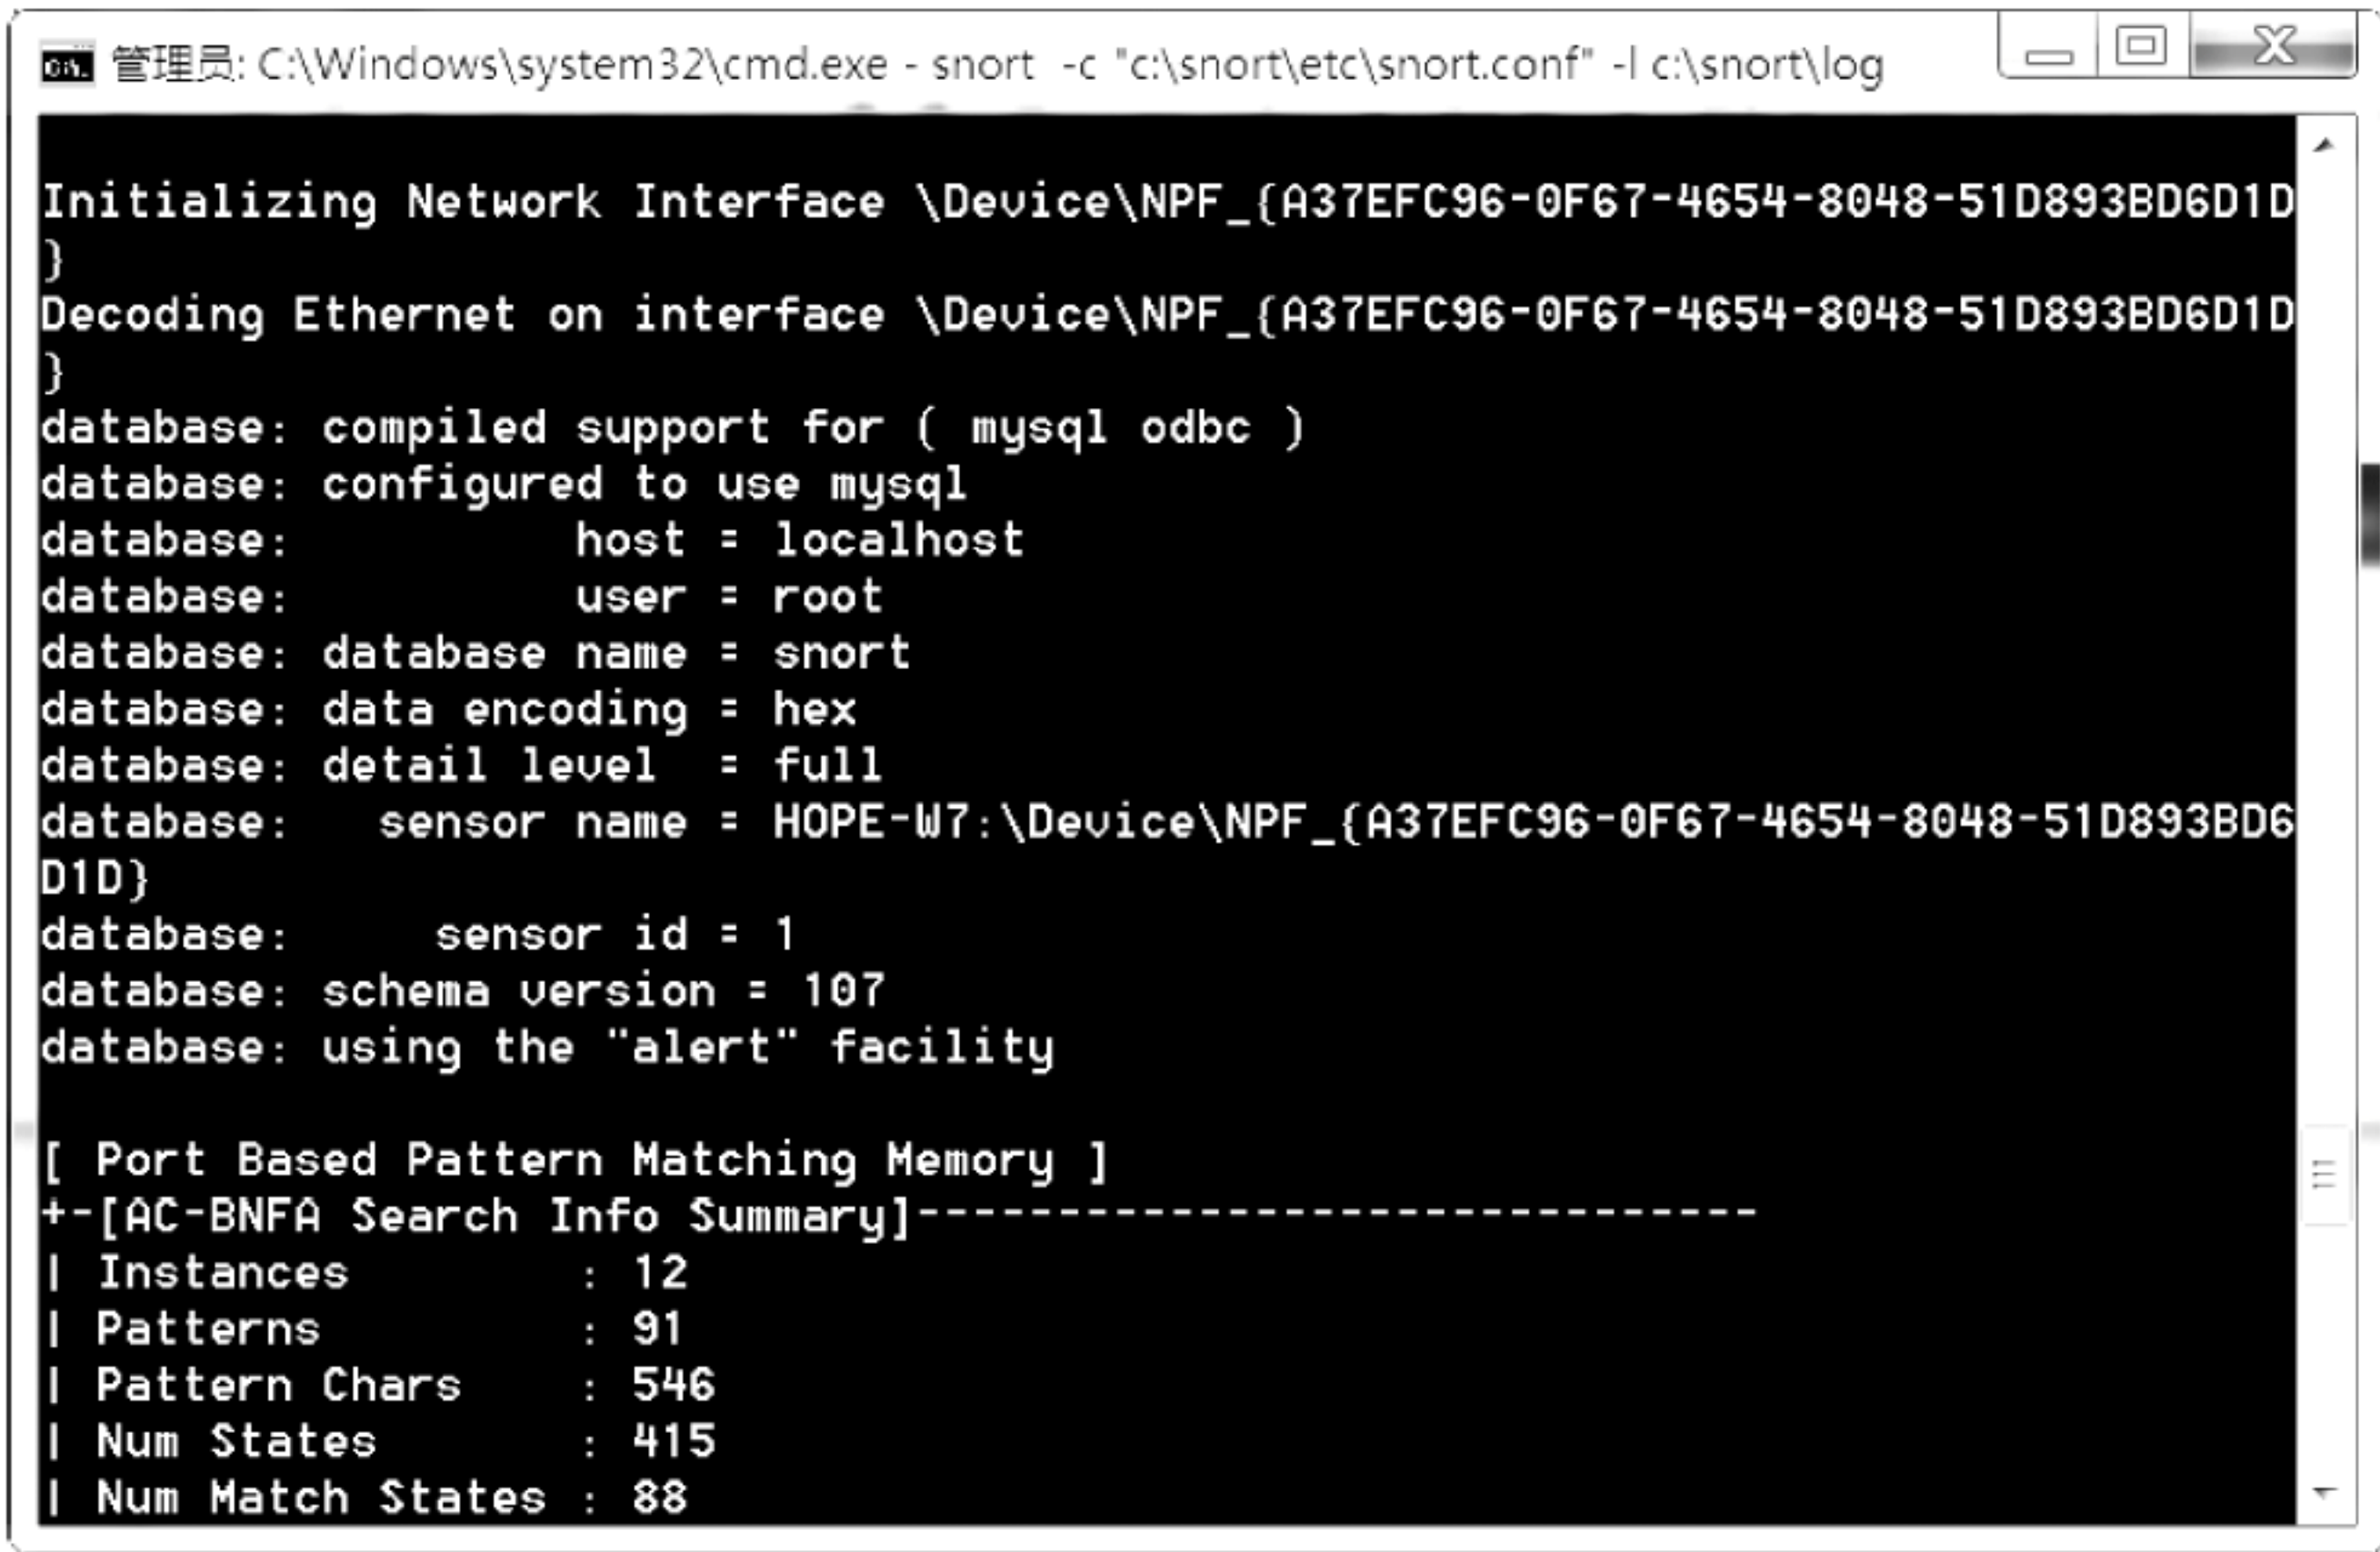 管理员: C:\Windows\system32\cmd.exe - snort  -c "c:\snort\etc\snort.conf" -l c:\snort\log
Initializing Network Interface \Device\NPF_{A37EFC96-0F67-4654-8048-51D893BD6D1D
}
Decoding Ethernet on interface \Device\NPF_{A37EFC96-0F67-4654-8048-51D893BD6D1D
}
database: compiled support for ( mysql odbc )
database: configured to use mysql
database:          host = localhost
database:          user = root
database: database name = snort
database: data encoding = hex
database: detail level  = full
database:   sensor name = HOPE-W7:\Device\NPF_{A37EFC96-0F67-4654-8048-51D893BD6
D1D}
database:     sensor id = 1
database: schema version = 107
database: using the "alert" facility
[ Port Based Pattern Matching Memory ]
+-[AC-BNFA Search Info Summary]------------------------------
| Instances        : 12
| Patterns         : 91
| Pattern Chars    : 546
| Num States       : 415
| Num Match States : 88